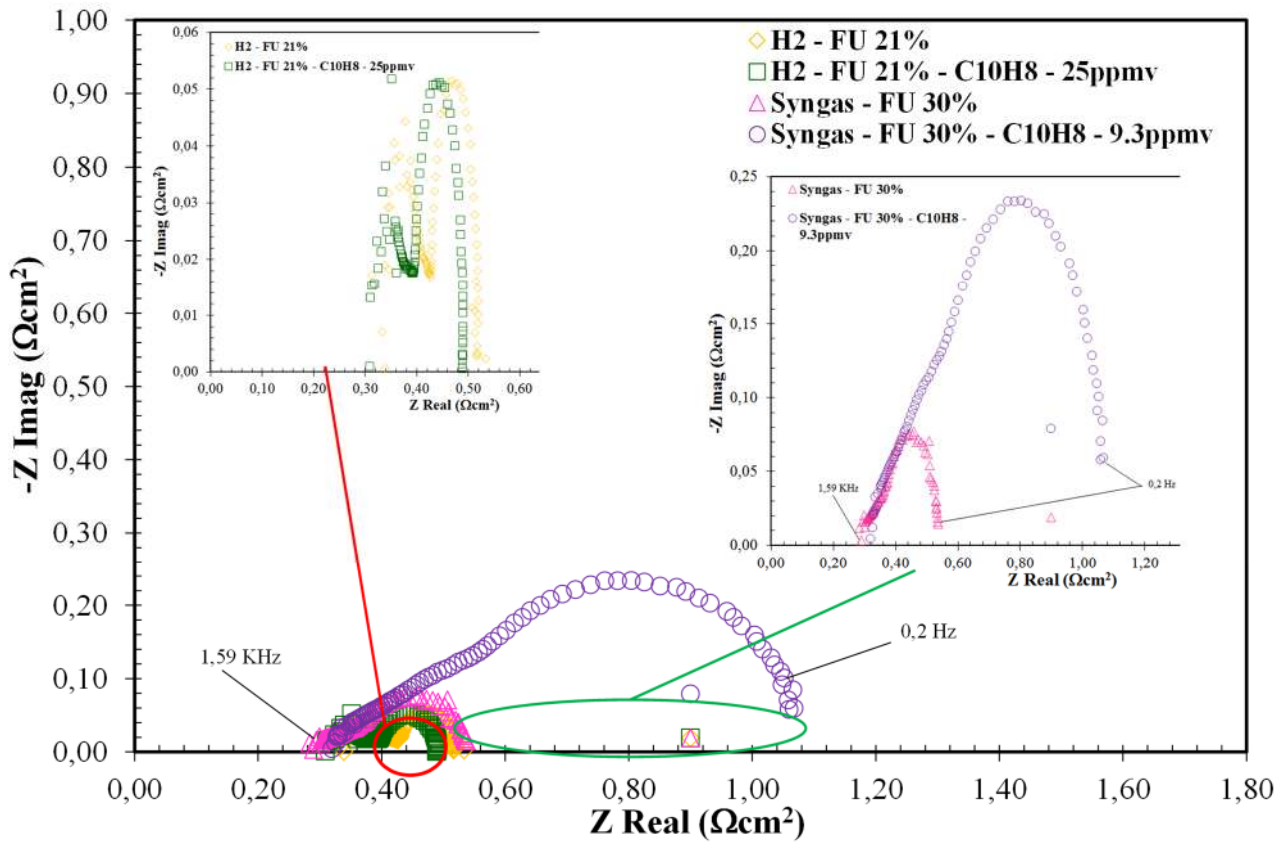 1,00
0,90
0,80
0,70
0,60
0,50
0,40
0,30
0,20
0,10
0,00
-Z Imag (Ωcm²)
0,00
0,20
0,40
0,60
0,80
1,00
1,20
1,40
1,60
1,80
Z Real (Ωcm²)
H2 - FU 21%
H2 - FU 21% - C10H8 - 25ppmv
Syngas - FU 30%
Syngas - FU 30% - C10H8 - 9.3ppmv
1,59 KHz
0,2 Hz
0,06
0,05
0,04
0,03
0,02
0,01
0,00
-Z Imag (Ωcm²)
H2 - FU 21%
H2 - FU 21% - C10H8 - 25ppmv
0,00
0,10
0,20
0,30
0,40
0,50
0,60
Z Real (Ωcm²)
0,25
0,20
0,15
0,10
0,05
0,00
-Z Imag (Ωcm²)
Syngas - FU 30%
Syngas - FU 30% - C10H8 -
9.3ppmv
1,59 KHz
0,2 Hz
0,00
0,20
0,40
0,60
0,80
1,00
1,20
Z Real (Ωcm²)